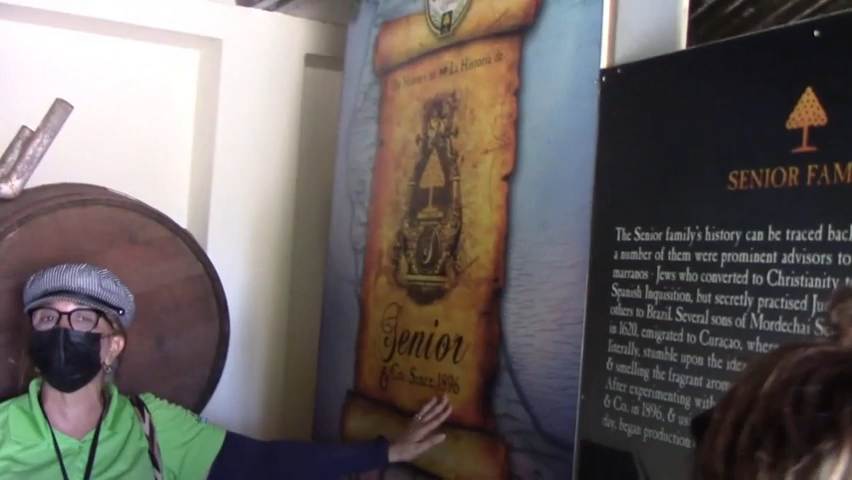 The History of La Historia de
Senior
& Co. Since 1896
SENIOR FAM
The Senior family's history can be traced back
a number of them were prominent advisors to
marranos - Jews who converted to Christianity to
Spanish Inquisition, but secretly practised Ju
others to Brazil. Several sons of Mordechai S
in 1620, emigrated to Curaçao, where
literally, stumble upon the idea
& smelling the fragrant arom
After experimenting with
& Co. in 1896, & us
day, began production